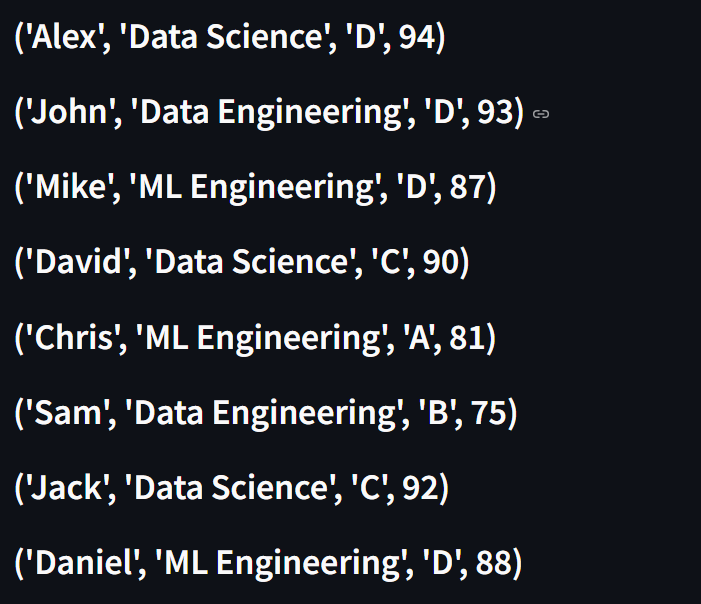 ('Alex', 'Data Science', 'D', 94)
('John', 'Data Engineering', 'D', 93)
('Mike', 'ML Engineering', 'D', 87)
('David', 'Data Science', 'C', 90)
('Chris', 'ML Engineering', 'A', 81)
('Sam', 'Data Engineering', 'B', 75)
('Jack', 'Data Science', 'C', 92)
('Daniel', 'ML Engineering', 'D', 88)